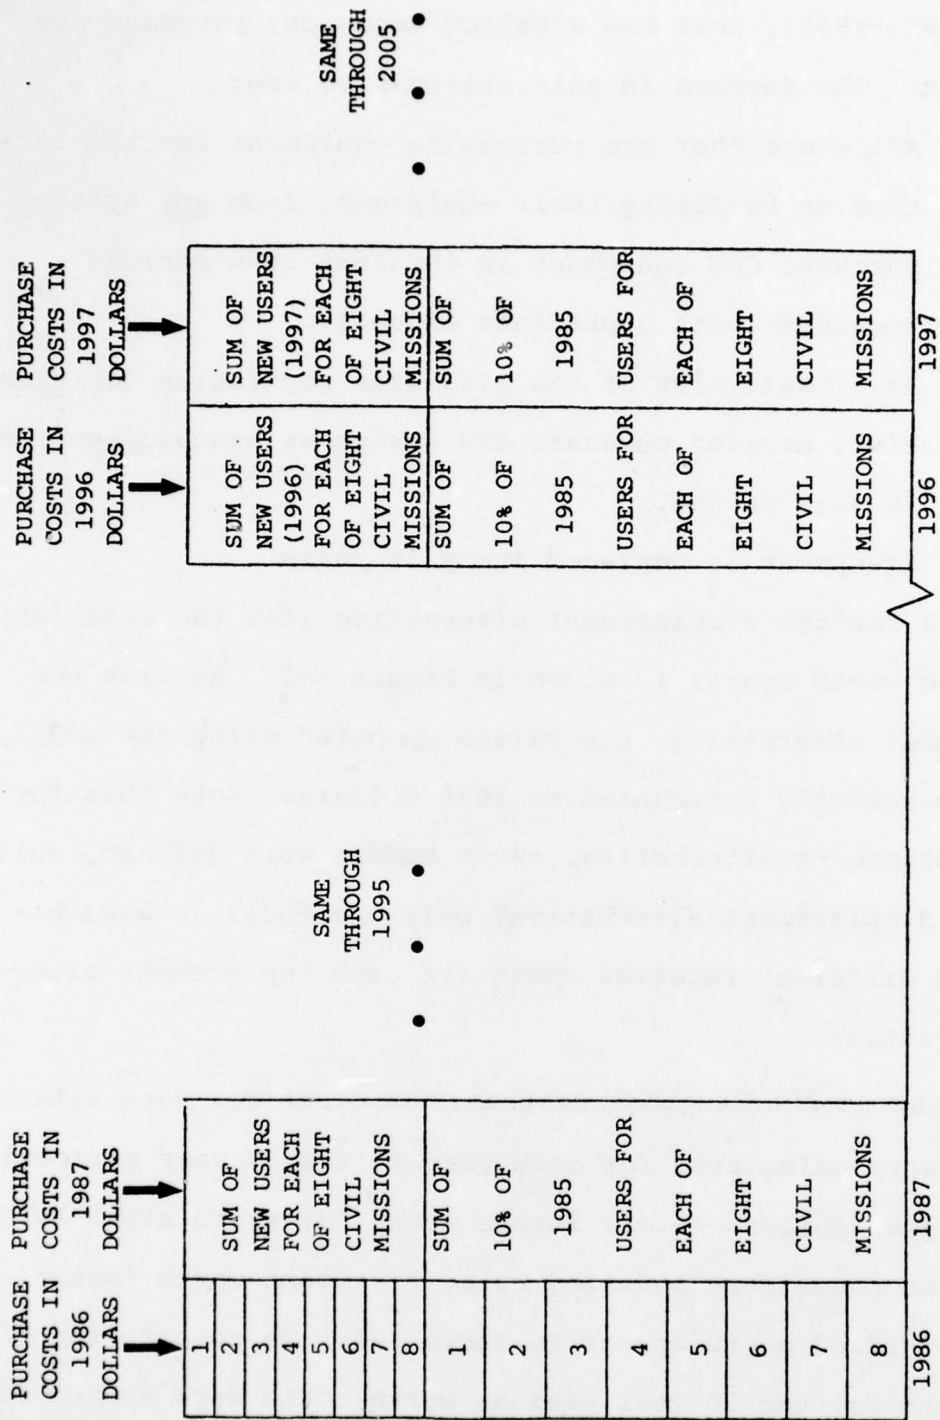 PURCHASE
COSTS IN
1986
DOLLARS
1
2
3
4
5
6
7
8
1
2
3
4
5
6
7
8
1986
PURCHASE
COSTS IN
1987
DOLLARS
SUM OF
NEW USERS
FOR EACH
OF EIGHT
CIVIL
MISSIONS
SUM OF
10% OF
1985
USERS FOR
EACH OF
EIGHT
CIVIL
MISSIONS
1987
SAME
THROUGH
1995
PURCHASE
COSTS IN
1996
DOLLARS
SUM OF
NEW USERS
(1996)
FOR EACH
OF EIGHT
CIVIL
MISSIONS
SUM OF
10% OF
1985
USERS FOR
EACH OF
EIGHT
CIVIL
MISSIONS
1996
PURCHASE
COSTS IN
1997
DOLLARS
SUM OF
NEW USERS
(1997)
FOR EACH
OF EIGHT
CIVIL
MISSIONS
SUM OF
10% OF
1985
USERS FOR
EACH OF
EIGHT
CIVIL
MISSIONS
1997
SAME
THROUGH
2005